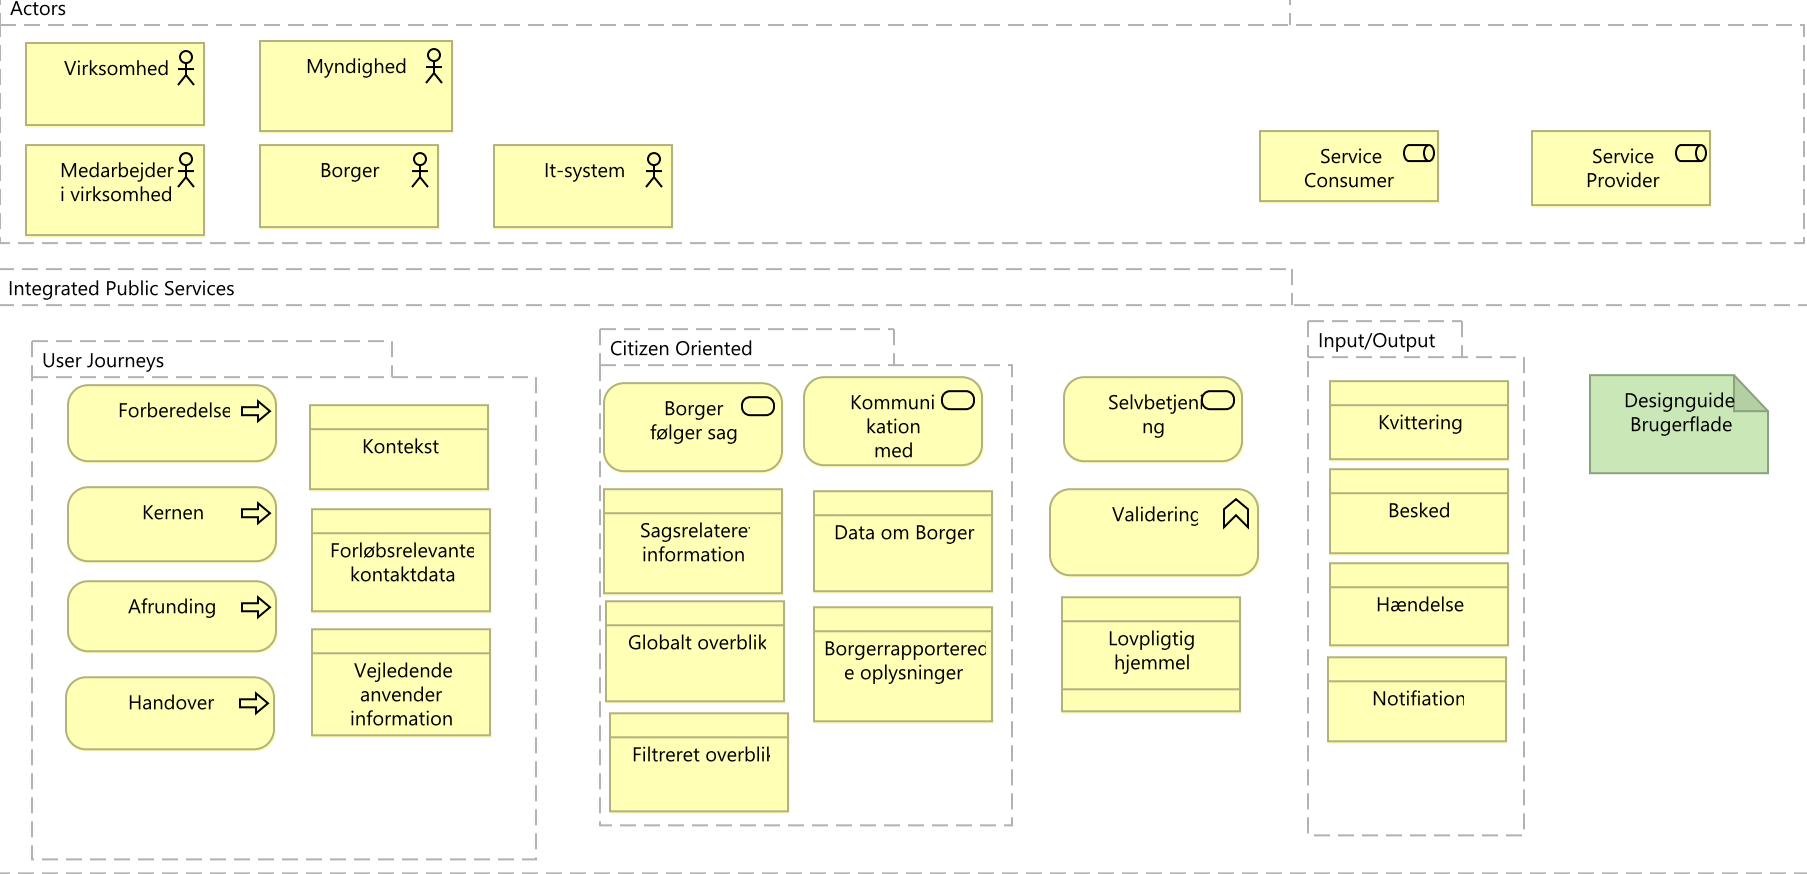 Actors
Virksomhed
Myndighed
Medarbejder
i virksomhed
Borger
It-system
Service
Consumer
Service
Provider
Integrated Public Services
User Journeys
Forberedelse
Kernen
Afrunding
Handover
Kontekst
Forløbsrelevante
kontaktdata
Vejledende
anvender
information
Citizen Oriented
Borger
følger sag
Kommuni
kation
med
Sagsrelateret
information
Data om Borger
Globalt overblik
Borgerrapportered
e oplysninger
Filtreret overblik
Selvbetjeni
ng
Validering
Lovpligtig
hjemmel
Input/Output
Kvittering
Besked
Hændelse
Notifiation
Designguide
Brugerflade